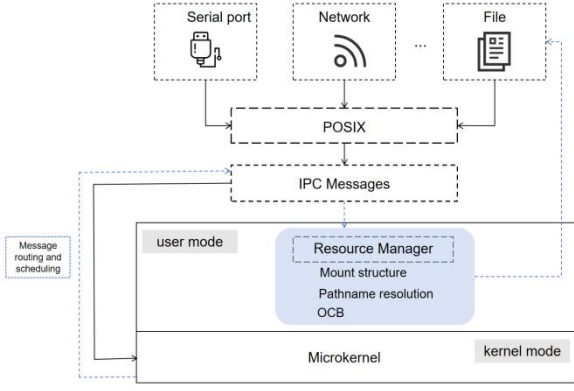 Serial port
Network
File
...
POSIX
IPC Messages
Message
routing and
scheduling
user mode
Resource Manager
Mount structure
Pathname resolution
OCB
Microkernel
kernel mode